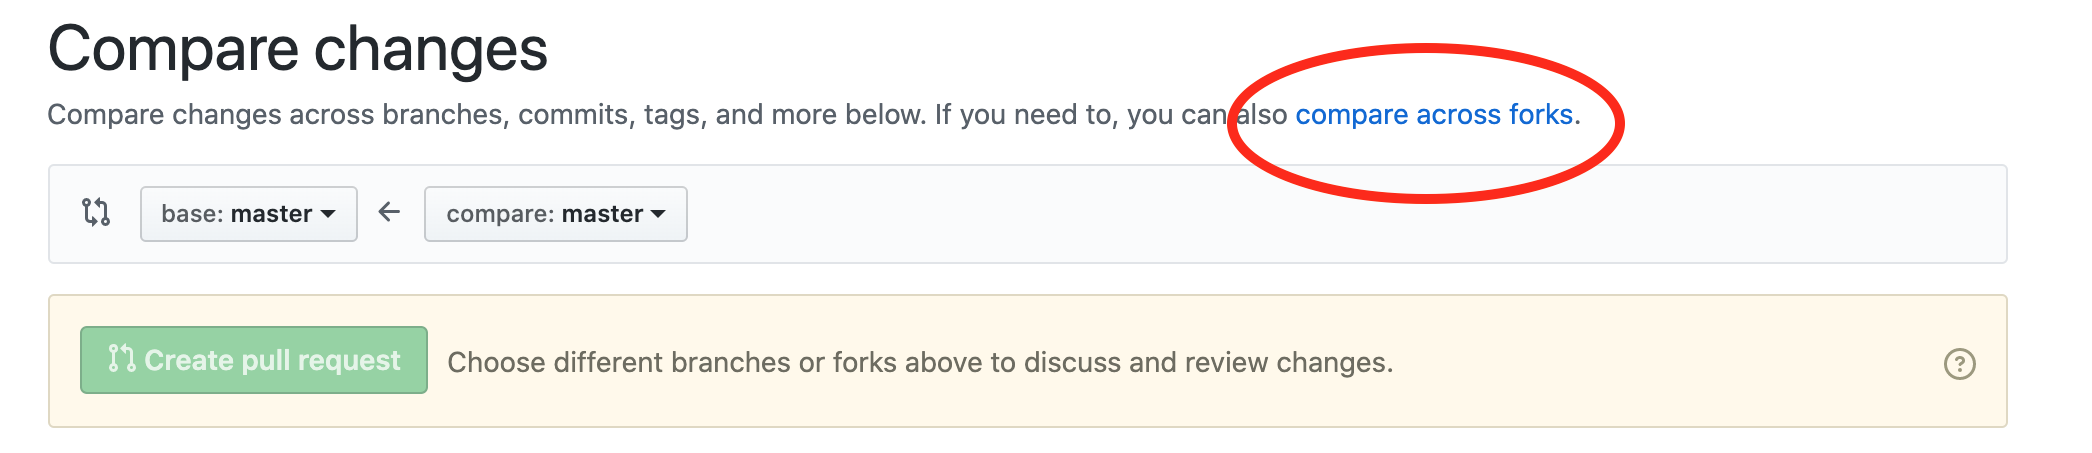 Compare changes
Compare changes across branches, commits, tags, and more below. If you need to, you can also compare across forks.
base: master compare: master
Create pull request Choose different branches or forks above to discuss and review changes. ?